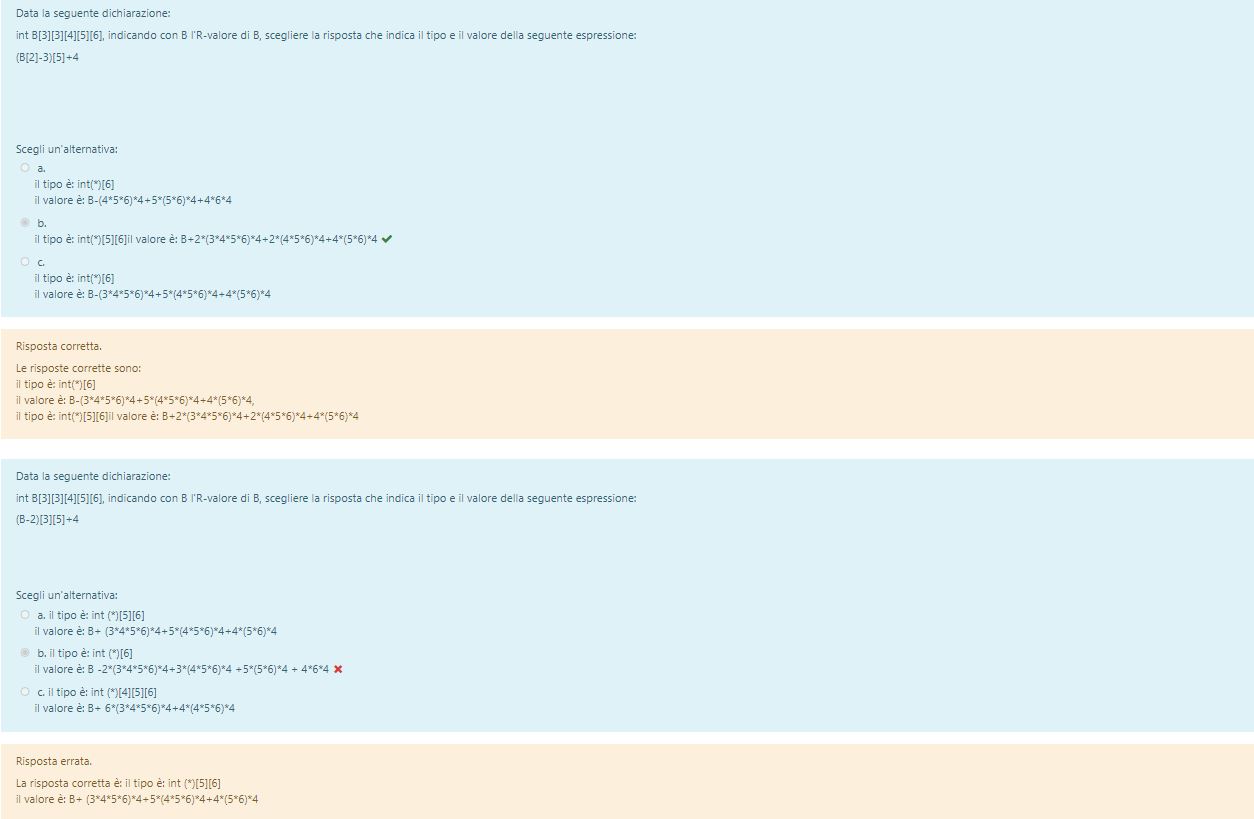 Data la seguente dichiarazione:
int B[3][3][4][5][6], indicando con B l'R-valore di B, scegliere la risposta che indica il tipo e il valore della seguente espressione:
(B[2]-3)[5]+4
Scegli un'alternativa:
a.
il tipo è: int(*)[6]
il valore è: B-(4*5*6)*4+5*(5*6)*4+4*6*4
b.
il tipo è: int(*)[5][6]il valore è: B+2*(3*4*5*6)*4+2*(4*5*6)*4+4*(5*6)*4
c.
il tipo è: int(*)[6]
il valore è: B-(3*4*5*6)*4+5*(4*5*6)*4+4*(5*6)*4
Risposta corretta.
Le risposte corrette sono:
il tipo è: int(*)[6]
il valore è: B-(3*4*5*6)*4+5*(4*5*6)*4+4*(5*6)*4,
il tipo è: int(*)[5][6]il valore è: B+2*(3*4*5*6)*4+2*(4*5*6)*4+4*(5*6)*4
Data la seguente dichiarazione:
int B[3][3][4][5][6], indicando con B l'R-valore di B, scegliere la risposta che indica il tipo e il valore della seguente espressione:
(B-2)[3][5]+4
Scegli un'alternativa:
a. il tipo è: int (*)[5][6]
il valore è: B+ (3*4*5*6)*4+5*(4*5*6)*4+4*(5*6)*4
b. il tipo è: int (*)[6]
il valore è: B -2*(3*4*5*6)*4+3*(4*5*6)*4 +5*(5*6)*4 + 4*6*4
c. il tipo è: int (*)[4][5][6]
il valore è: B+ 6*(3*4*5*6)*4+4*(4*5*6)*4
Risposta errata.
La risposta corretta è: il tipo è: int (*)[5][6]
il valore è: B+ (3*4*5*6)*4+5*(4*5*6)*4+4*(5*6)*4